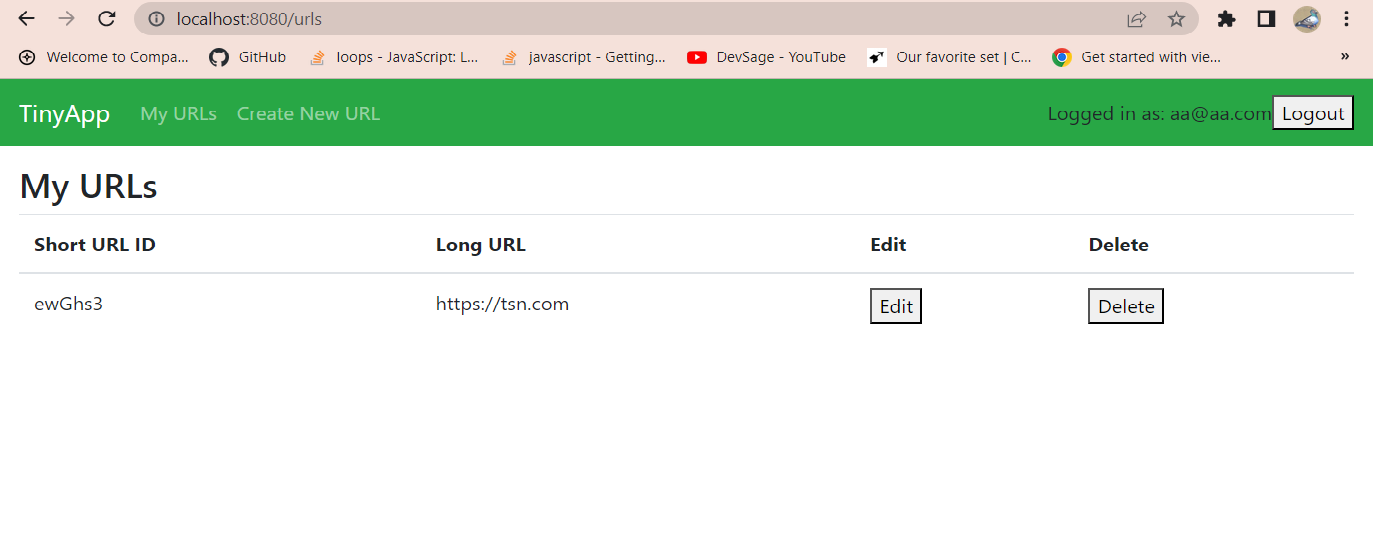 localhost:8080/urls
Welcome to Compa... GitHub loops - JavaScript: L... javascript - Getting... DevSage - YouTube Our favorite set | C... Get started with vie... »
TinyApp My URLs Create New URL Logged in as: aa@aa.com Logout
My URLs
Short URL ID Long URL Edit Delete
ewGhs3 https://tsn.com Edit Delete